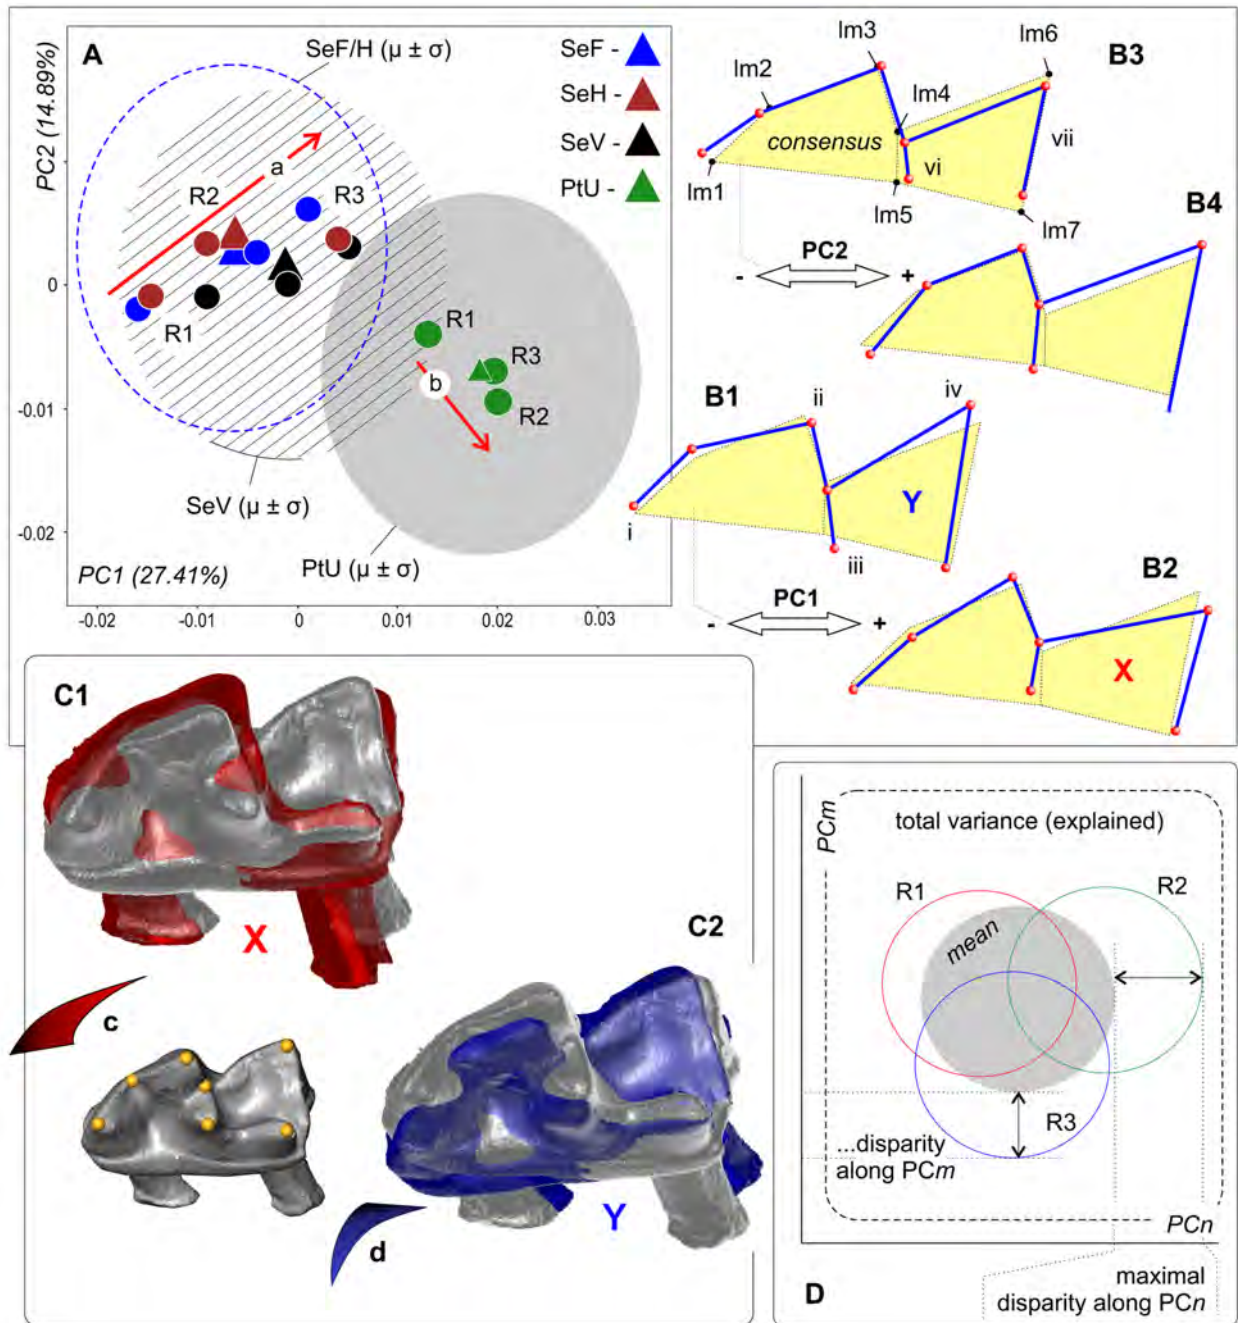 A
SeF/H (μ ± σ)
SeF -
SeH -
SeV -
PtU -
PC2 (14.89%)
0.02
0
-0.01
-0.02
a
R2
R3
R1
R1
R3
R2
b
SeV (μ ± σ)
PtU (μ ± σ)
PC1 (27.41%)
-0.02
-0.01
0
0.01
0.02
0.03
B3
lm1
lm2
lm3
lm4
lm5
lm6
lm7
consensus
vi
vii
B4
- PC2 +
B1
i
ii
iii
iv
Y
- PC1 +
B2
X
C1
X
c
C2
Y
d
PCm
total variance (explained)
R1
R2
mean
R3
...disparity
along PCm
PCn
maximal
disparity along PCn
D